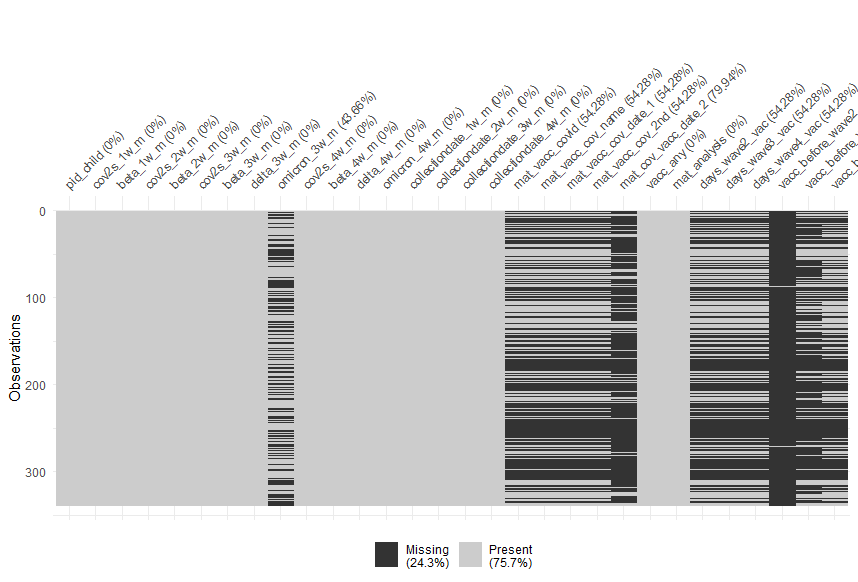 pid_child (0%)
cov2s_1w_m (0%)
beta_1w_m (0%)
cov2s_2w_m (0%)
beta_2w_m (0%)
cov2s_3w_m (0%)
beta_3w_m (0%)
delta_3w_m (0%)
omicron_3w_m (43.66%)
cov2s_4w_m (0%)
beta_4w_m (0%)
delta_4w_m (0%)
omicron_4w_m (0%)
collectiondate_1w_m (0%)
collectiondate_2w_m (0%)
collectiondate_3w_m (0%)
collectiondate_4w_m (0%)
mat_vacc_covid (54.28%)
mat_vacc_cov_name (54.28%)
mat_vacc_cov_date_1 (54.28%)
mat_vacc_cov_2nd (54.28%)
mat_cov_vacc_date_2 (79.94%)
vacc_any (0%)
mat_analysis (0%)
days_wave2_vac (54.28%)
days_wave3_vac (54.28%)
days_wave4_vac (54.28%)
vacc_before_wave2
vacc_before_
vacc_b
0
100
200
300
Observations
Missing
(24.3%)
Present
(75.7%)